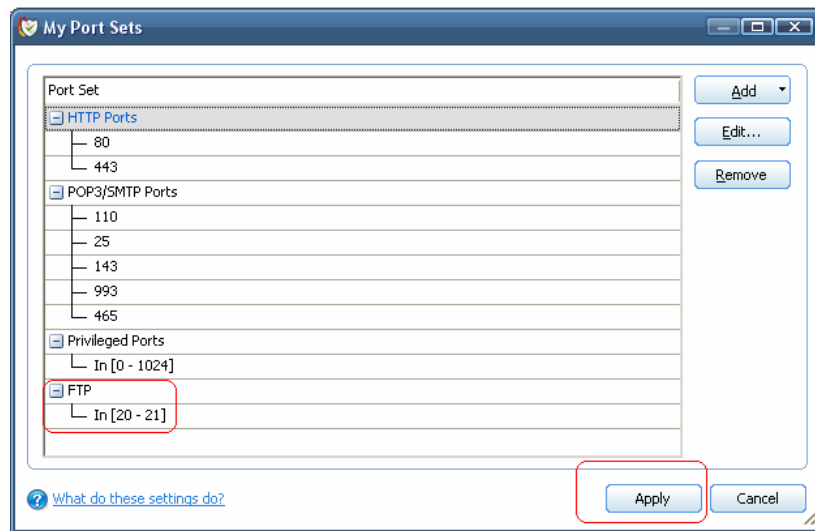 My Port Sets
Port Set
Add
HTTP Ports
80
Edit...
443
Remove
POP3/SMTP Ports
110
25
143
993
465
Privileged Ports
In [0 - 1024]
FTP
In [20 - 21]
What do these settings do?
Apply
Cancel